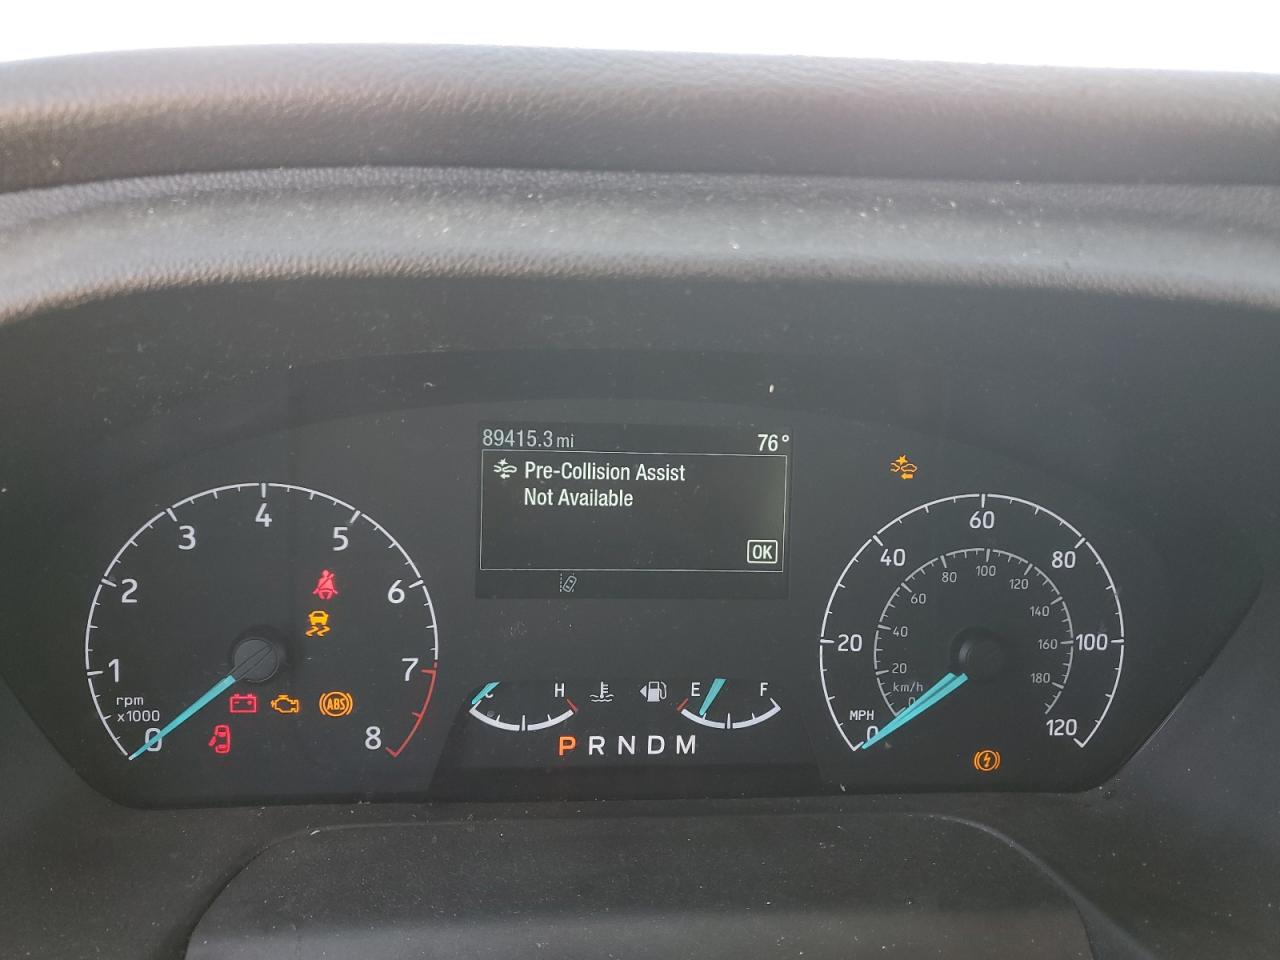 89415.3 mi 76°
Pre-Collision Assist
Not Available
OK
0 1 2 3 4 5 6 7 8
rpm
x1000
ABS
C H
E F
P R N D M
0 20 40 60 80 100 120
MPH
0 20 40 60 80 100 120 140 160 180
km/h